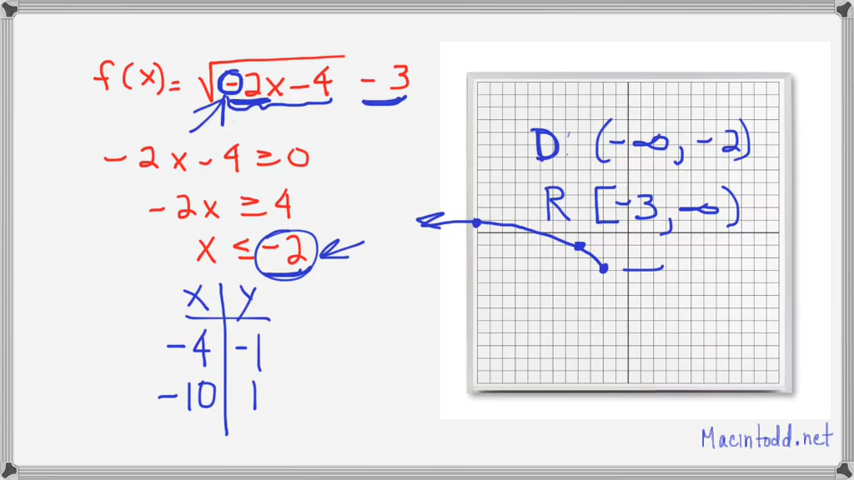 f(x)= √-2x-4 - 3
-2x-4≥0
-2x ≥ 4
x ≤ -2
x | y
-4 | -1
-10 | 1
D: (-∞, -2)
R [-3, ∞)
Macintodd.net